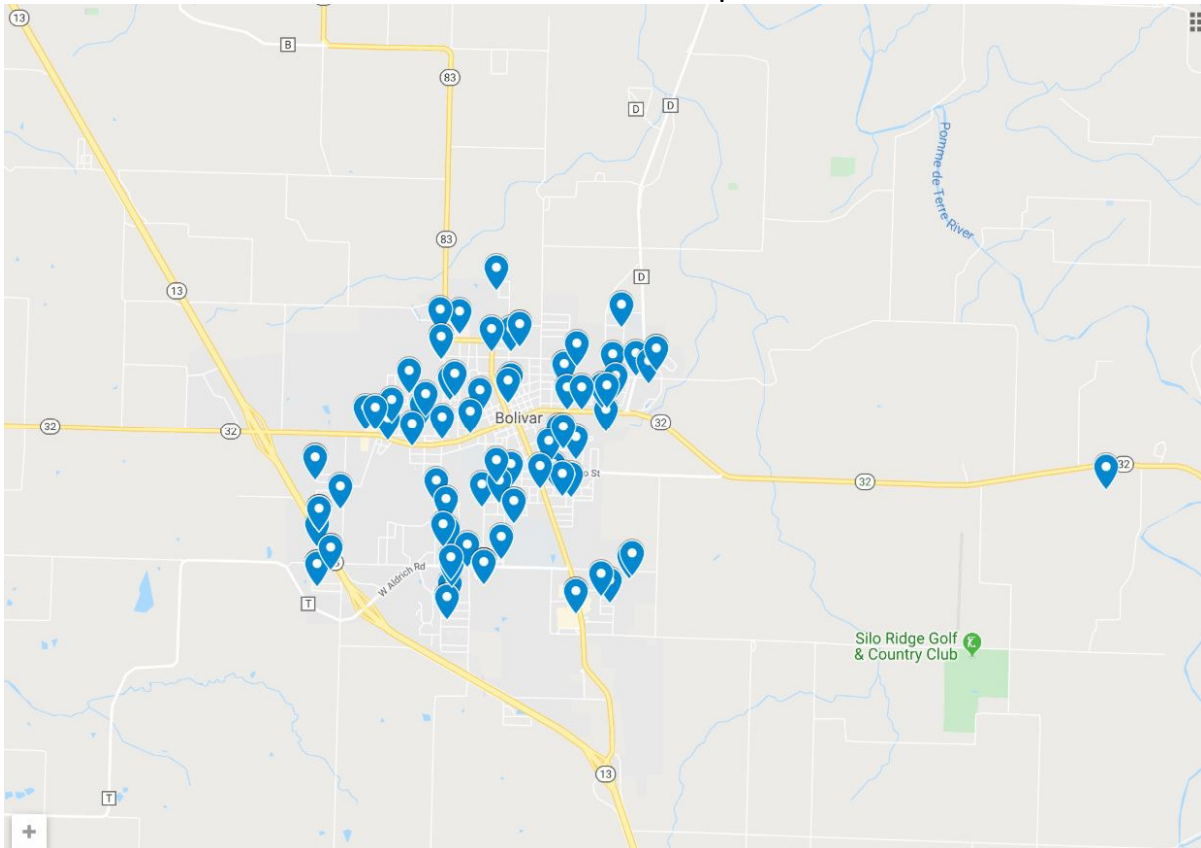 13
B
83
D
D
Pomme de Terre River
83
D
13
Bolivar
32
32
32
32
32
o St
W Aldrich Rd
T
Silo Ridge Golf
& Country Club
13
T
+